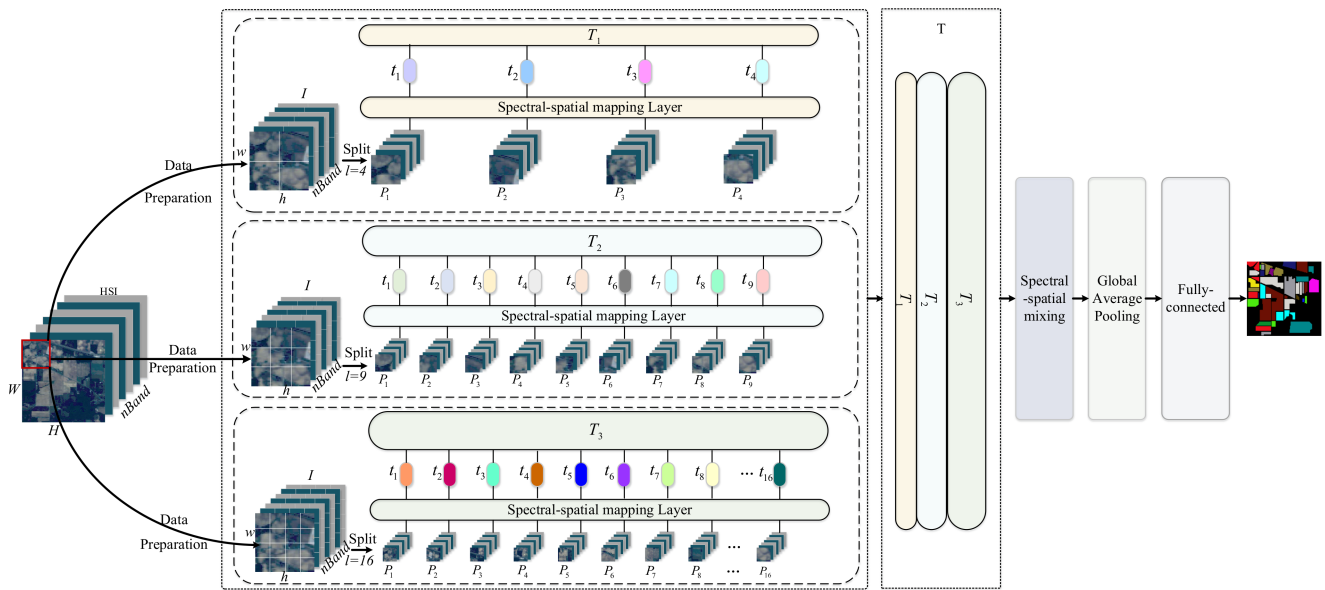 HSI
W
H
nBand
Data
Preparation
Data
Preparation
Data
Preparation
I
w
h
nBand
Split
l=4
T1
t1 t2 t3 t4
Spectral-spatial mapping Layer
P1 P2 P3 P4
I
w
h
nBand
Split
l=9
T2
t1 t2 t3 t4 t5 t6 t7 t8 t9
Spectral-spatial mapping Layer
P1 P2 P3 P4 P5 P6 P7 P8 P9
I
w
h
nBand
Split
l=16
T3
t1 t2 t3 t4 t5 t6 t7 t8 ... t16
Spectral-spatial mapping Layer
...
P1 P2 P3 P4 P5 P6 P7 P8 ... P16
T
T1 T2 T3
Spectral
-spatial
mixing
Global
Average
Pooling
Fully-
connected